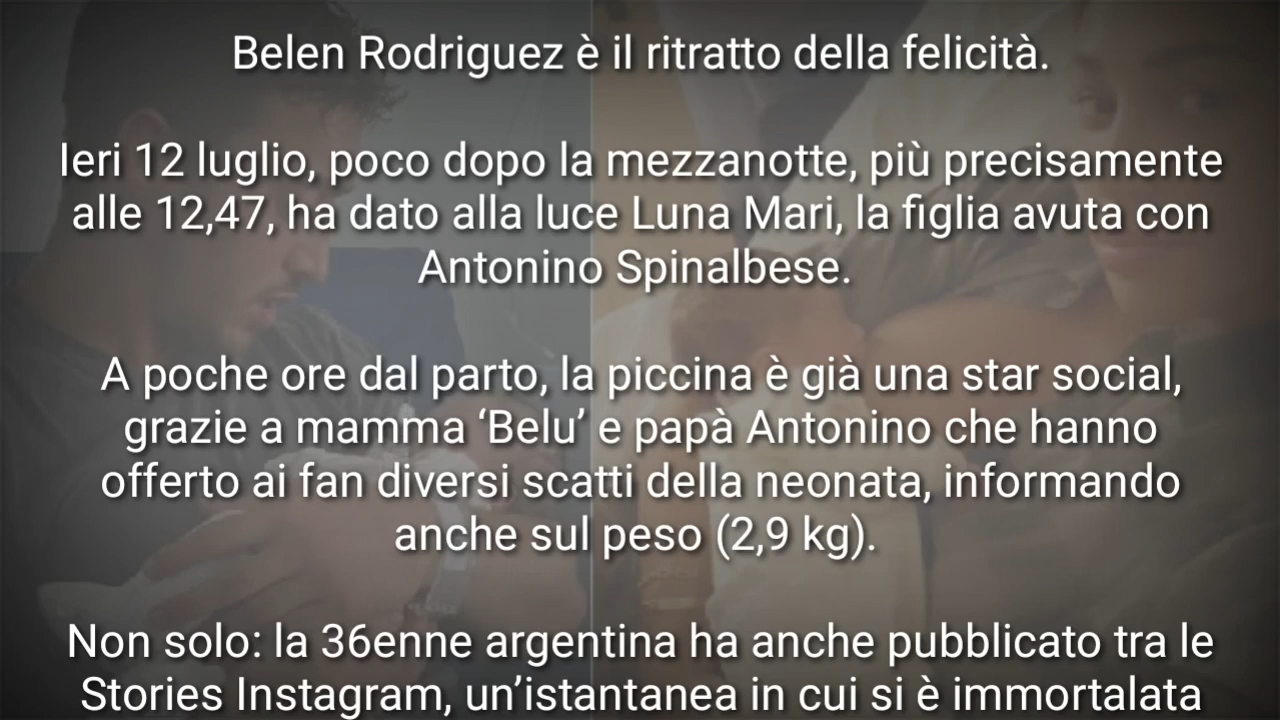 Belen Rodriguez è il ritratto della felicità.
Ieri 12 luglio, poco dopo la mezzanotte, più precisamente
alle 12,47, ha dato alla luce Luna Mari, la figlia avuta con
Antonino Spinalbese.
A poche ore dal parto, la piccina è già una star social,
grazie a mamma ‘Belu’ e papà Antonino che hanno
offerto ai fan diversi scatti della neonata, informando
anche sul peso (2,9 kg).
Non solo: la 36enne argentina ha anche pubblicato tra le
Stories Instagram, un’istantanea in cui si è immortalata